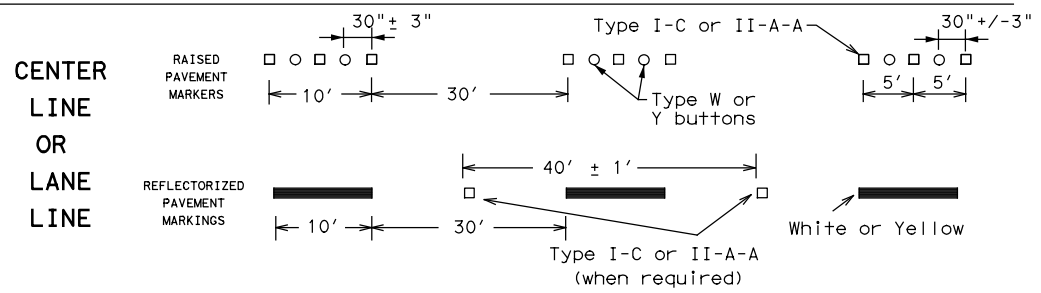 CENTER
LINE
OR
LANE
LINE
RAISED
PAVEMENT
MARKERS
30"± 3"
Type I-C or II-A-A
30"+/-3"
10'
30'
Type W or
Y buttons
5'
5'
REFLECTORIZED
PAVEMENT
MARKINGS
40' ± 1'
10'
30'
Type I-C or II-A-A
(when required)
White or Yellow